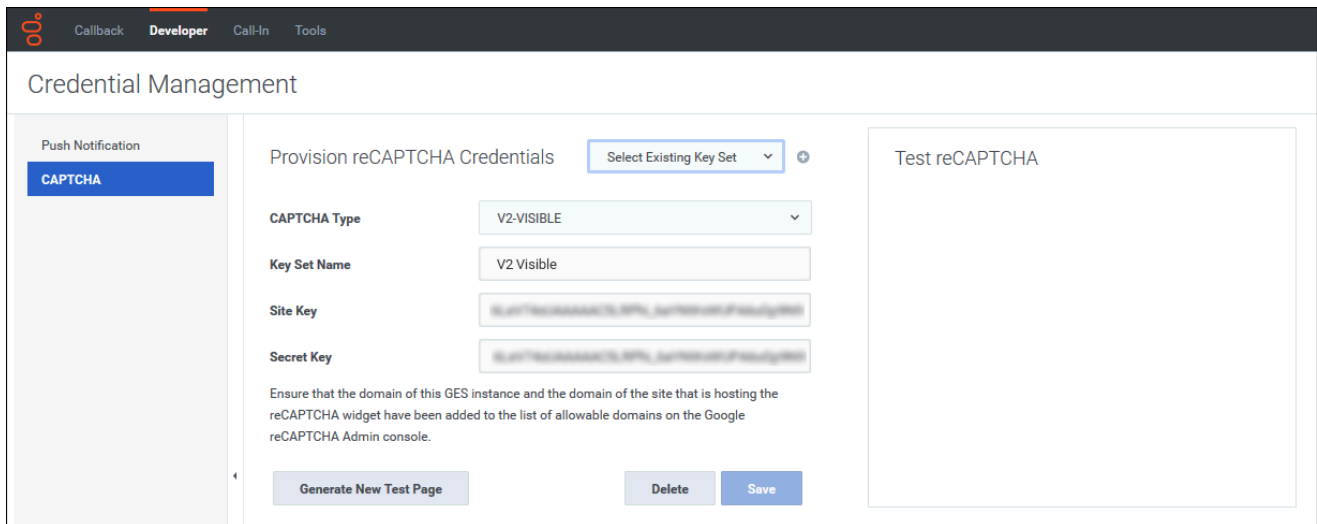 Callback Developer Call-In Tools
Credential Management
Push Notification
CAPTCHA
Provision reCAPTCHA Credentials Select Existing Key Set
CAPTCHA Type V2-VISIBLE
Key Set Name V2 Visible
Site Key
Secret Key
Ensure that the domain of this GES instance and the domain of the site that is hosting the
reCAPTCHA widget have been added to the list of allowable domains on the Google
reCAPTCHA Admin console.
Generate New Test Page Delete Save
Test reCAPTCHA